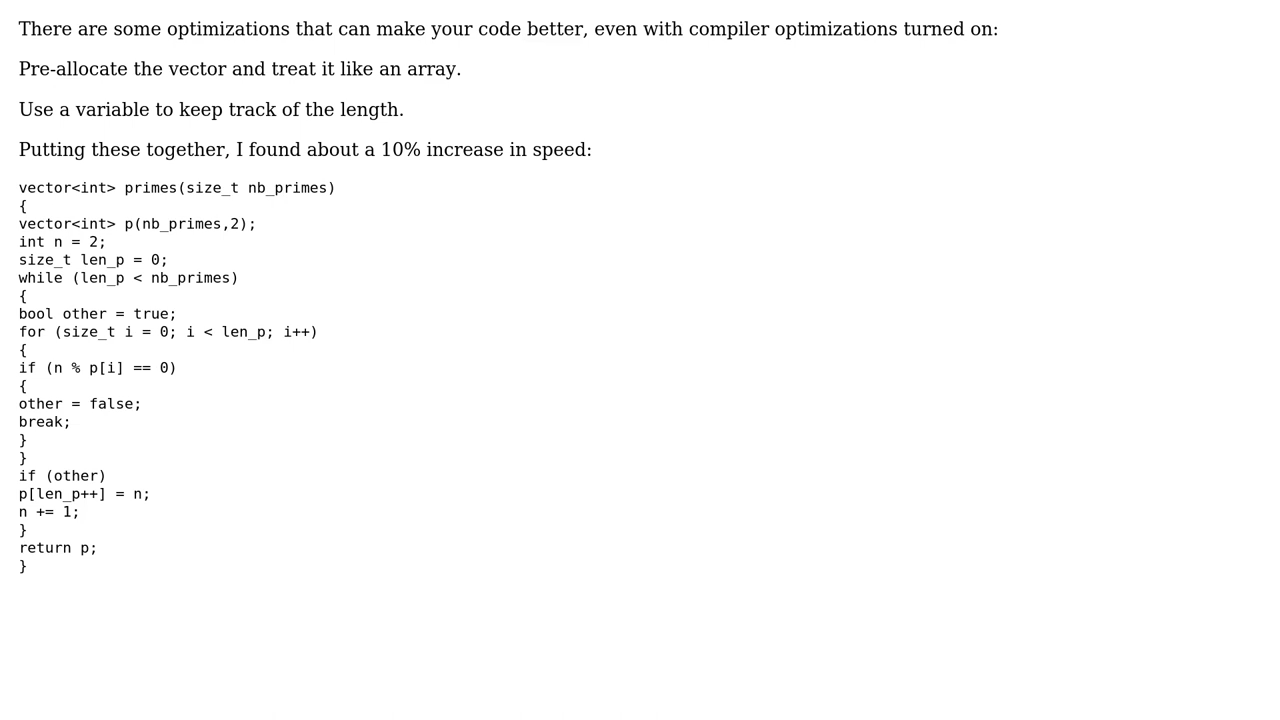 There are some optimizations that can make your code better, even with compiler optimizations turned on:
Pre-allocate the vector and treat it like an array.
Use a variable to keep track of the length.
Putting these together, I found about a 10% increase in speed:
vector<int> primes(size_t nb_primes)
{
vector<int> p(nb_primes,2);
int n = 2;
size_t len_p = 0;
while (len_p < nb_primes)
{
bool other = true;
for (size_t i = 0; i < len_p; i++)
{
if (n % p[i] == 0)
{
other = false;
break;
}
}
if (other)
p[len_p++] = n;
n += 1;
}
return p;
}